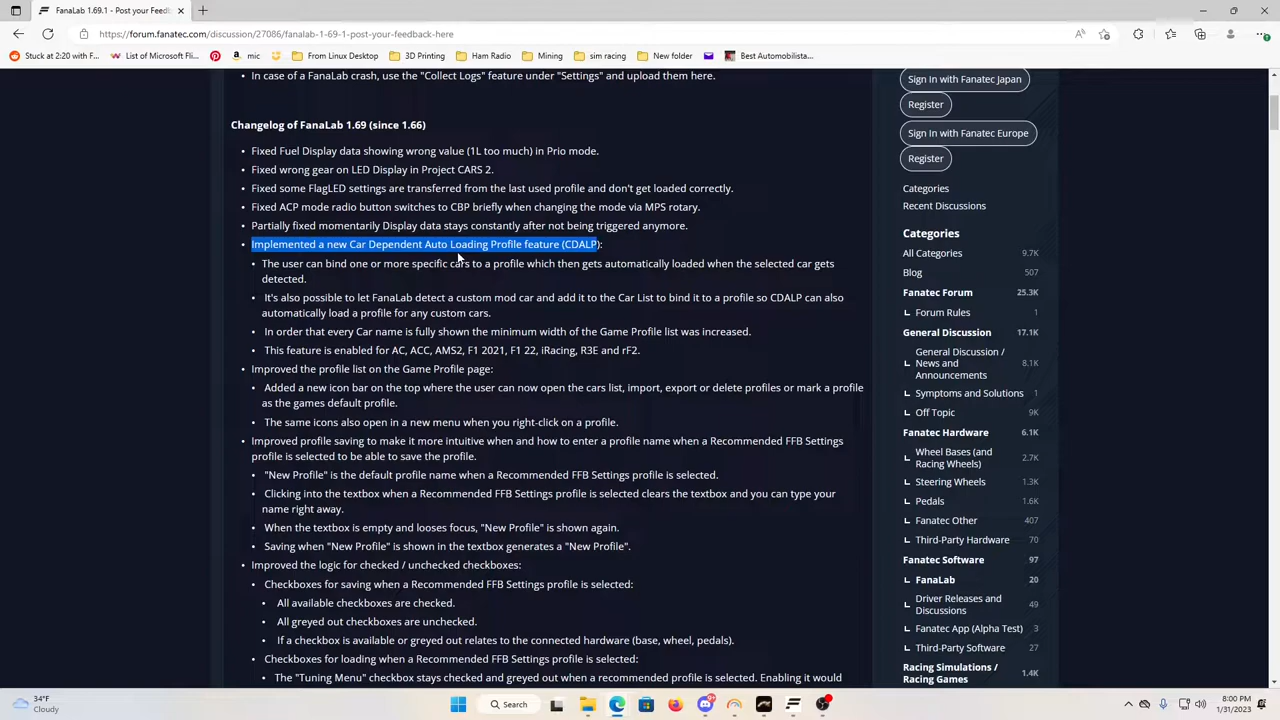 FanaLab 1.69.1 - Post your Feedb
https://forum.fanatec.com/discussion/27086/fanalab-1-69-1-post-your-feedback-here
Stuck at 2:20 with F...
List of Microsoft Fli...
mic
From Linux Desktop
3D Printing
Ham Radio
Mining
sim racing
New folder
Best Automobilista...
• In case of a FanaLab crash, use the "Collect Logs" feature under "Settings" and upload them here.
Changelog of FanaLab 1.69 (since 1.66)
• Fixed Fuel Display data showing wrong value (1L too much) in Prio mode.
• Fixed wrong gear on LED Display in Project CARS 2.
• Fixed some FlagLED settings are transferred from the last used profile and don't get loaded correctly.
• Fixed ACP mode radio button switches to CBP briefly when changing the mode via MPS rotary.
• Partially fixed momentarily Display data stays constantly after not being triggered anymore.
• Implemented a new Car Dependent Auto Loading Profile feature (CDALP):
• The user can bind one or more specific cars to a profile which then gets automatically loaded when the selected car gets
detected.
• It's also possible to let FanaLab detect a custom mod car and add it to the Car List to bind it to a profile so CDALP can also
automatically load a profile for any custom cars.
• In order that every Car name is fully shown the minimum width of the Game Profile list was increased.
• This feature is enabled for AC, ACC, AMS2, F1 2021, F1 22, iRacing, R3E and rF2.
• Improved the profile list on the Game Profile page:
• Added a new icon bar on the top where the user can now open the cars list, import, export or delete profiles or mark a profile
as the games default profile.
• The same icons also open in a new menu when you right-click on a profile.
• Improved profile saving to make it more intuitive when and how to enter a profile name when a Recommended FFB Settings
profile is selected to be able to save the profile.
• "New Profile" is the default profile name when a Recommended FFB Settings profile is selected.
• Clicking into the textbox when a Recommended FFB Settings profile is selected clears the textbox and you can type your
name right away.
• When the textbox is empty and looses focus, "New Profile" is shown again.
• Saving when "New Profile" is shown in the textbox generates a "New Profile".
• Improved the logic for checked / unchecked checkboxes:
• Checkboxes for saving when a Recommended FFB Settings profile is selected:
• All available checkboxes are checked.
• All greyed out checkboxes are unchecked.
• If a checkbox is available or greyed out relates to the connected hardware (base, wheel, pedals).
• Checkboxes for loading when a Recommended FFB Settings profile is selected:
• The "Tuning Menu" checkbox stays checked and greyed out when a recommended profile is selected. Enabling it would
Sign In with Fanatec Japan
Register
Sign In with Fanatec Europe
Register
Categories
Recent Discussions
Categories
All Categories 9.7K
Blog 507
Fanatec Forum 25.3K
Forum Rules 1
General Discussion 17.1K
General Discussion /
News and 8.1K
Announcements
Symptoms and Solutions 1
Off Topic 9K
Fanatec Hardware 6.1K
Wheel Bases (and 2.7K
Racing Wheels)
Steering Wheels 1.3K
Pedals 1.6K
Fanatec Other 407
Third-Party Hardware 70
Fanatec Software 97
FanaLab 20
Driver Releases and 49
Discussions
Fanatec App (Alpha Test) 3
Third-Party Software 27
Racing Simulations / 1.4K
Racing Games
34°F
Cloudy
Search
8:00 PM
1/31/2023